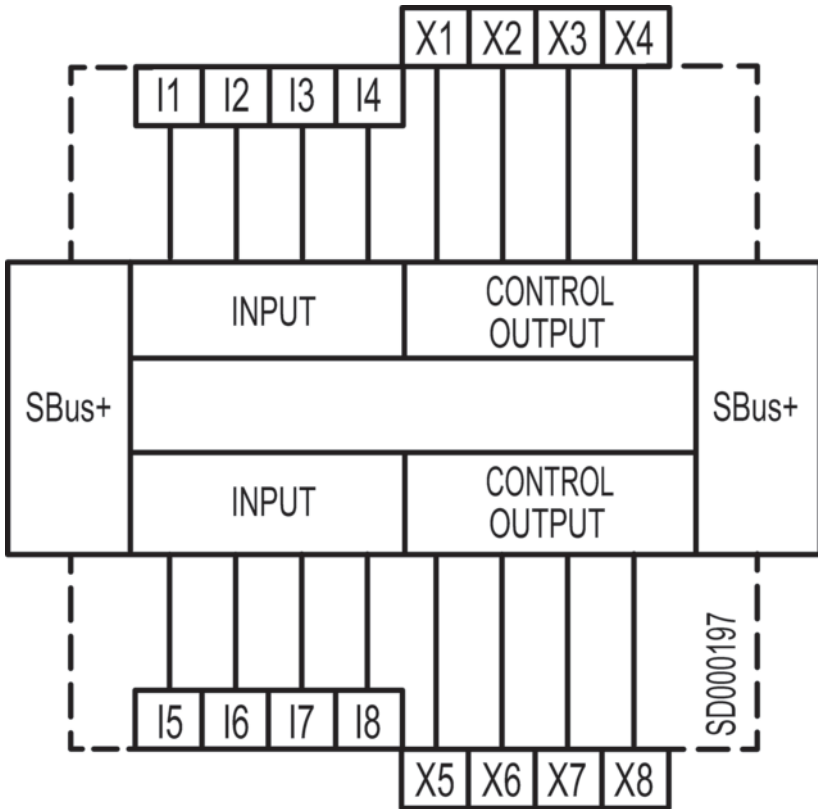 X1 X2 X3 X4
I1 I2 I3 I4
INPUT
CONTROL
OUTPUT
SBus+
SBus+
INPUT
CONTROL
OUTPUT
SD000197
I5 I6 I7 I8
X5 X6 X7 X8